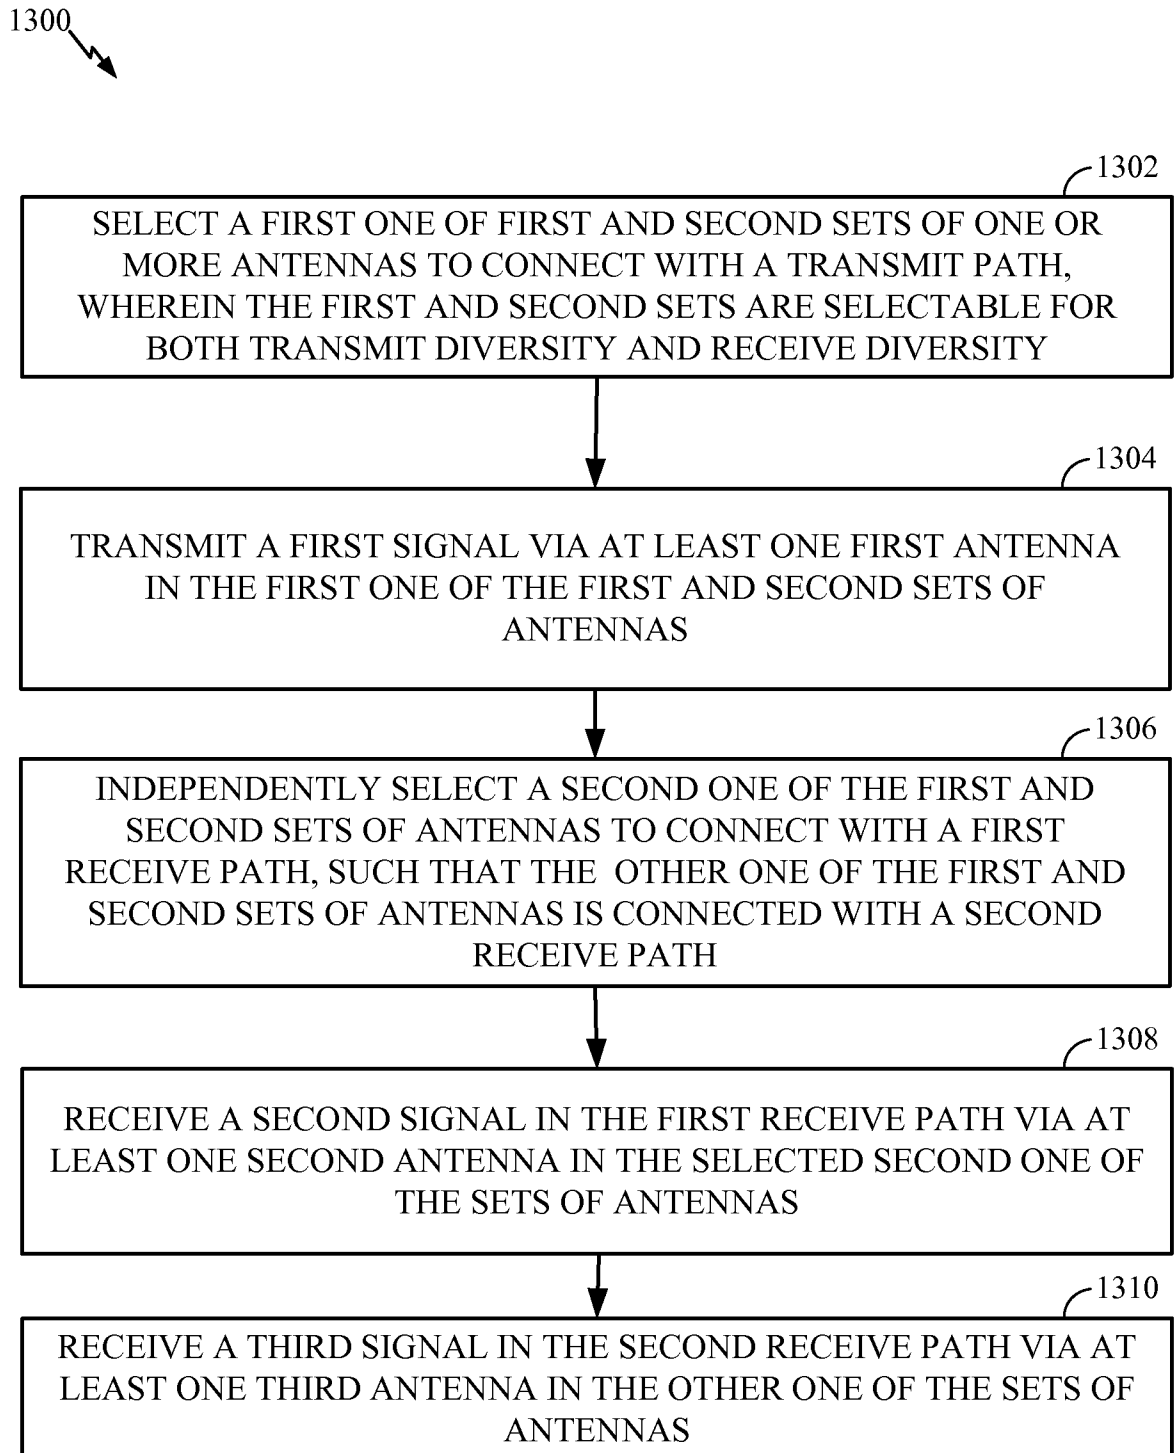 1300
1302
SELECT A FIRST ONE OF FIRST AND SECOND SETS OF ONE OR
MORE ANTENNAS TO CONNECT WITH A TRANSMIT PATH,
WHEREIN THE FIRST AND SECOND SETS ARE SELECTABLE FOR
BOTH TRANSMIT DIVERSITY AND RECEIVE DIVERSITY
1304
TRANSMIT A FIRST SIGNAL VIA AT LEAST ONE FIRST ANTENNA
IN THE FIRST ONE OF THE FIRST AND SECOND SETS OF
ANTENNAS
1306
INDEPENDENTLY SELECT A SECOND ONE OF THE FIRST AND
SECOND SETS OF ANTENNAS TO CONNECT WITH A FIRST
RECEIVE PATH, SUCH THAT THE OTHER ONE OF THE FIRST AND
SECOND SETS OF ANTENNAS IS CONNECTED WITH A SECOND
RECEIVE PATH
1308
RECEIVE A SECOND SIGNAL IN THE FIRST RECEIVE PATH VIA AT
LEAST ONE SECOND ANTENNA IN THE SELECTED SECOND ONE OF
THE SETS OF ANTENNAS
1310
RECEIVE A THIRD SIGNAL IN THE SECOND RECEIVE PATH VIA AT
LEAST ONE THIRD ANTENNA IN THE OTHER ONE OF THE SETS OF
ANTENNAS